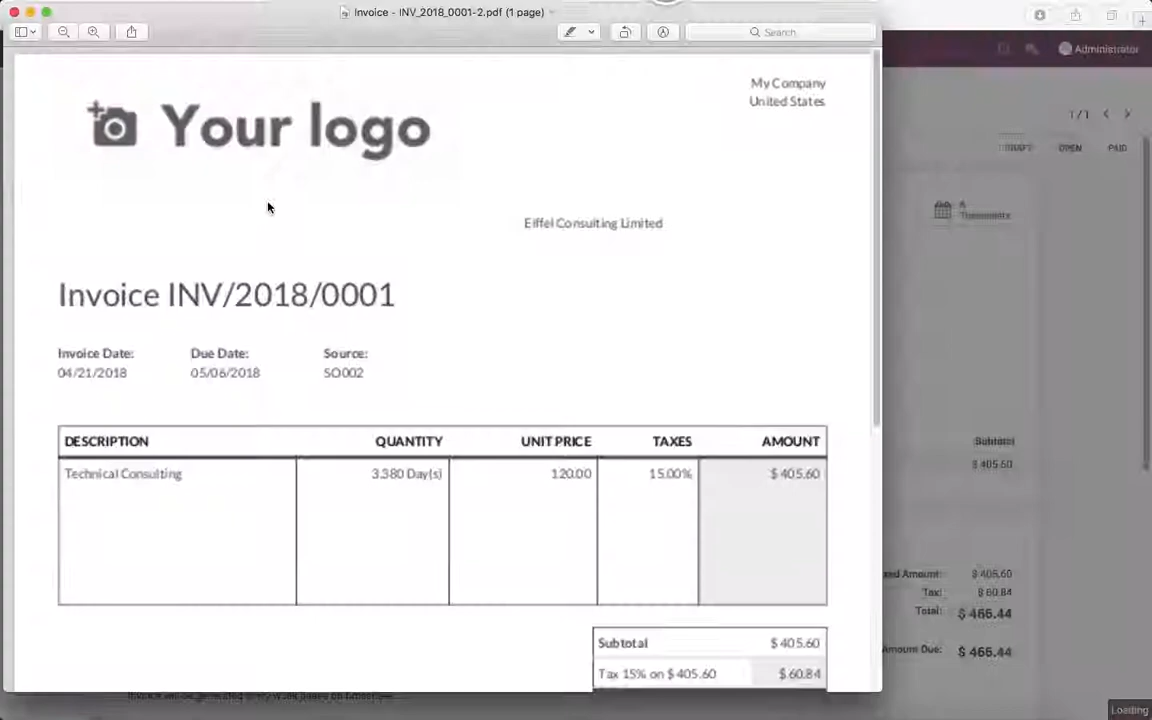 Invoice - INV_2018_0001-2.pdf (1 page)
Search
Administrator
Your logo
My Company
United States
1/1
OPEN
PAID
Eiffel Consulting Limited
Invoice INV/2018/0001
Invoice Date:
Due Date:
Source:
04/21/2018
05/06/2018
SO002
DESCRIPTION
QUANTITY
UNIT PRICE
TAXES
AMOUNT
Subtotal
Technical Consulting
3.380 Day(s)
120.00
15.00%
$ 405.60
$ 405.60
Amount:
$ 405.60
Tax:
$ 60.84
Total:
$ 466.44
Subtotal
$ 405.60
Amount Due:
$ 466.44
Tax 15% on $ 405.60
$ 60.84
Loading